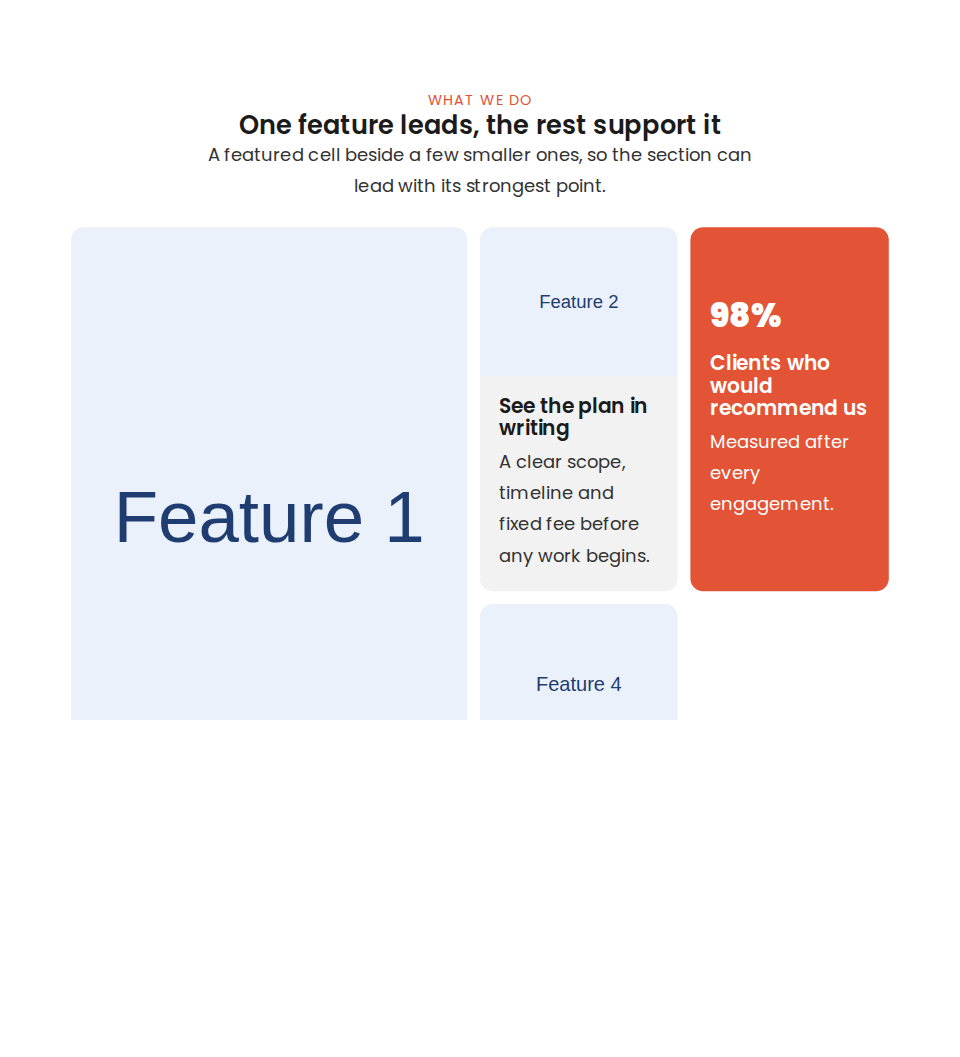 WHAT WE DO
One feature leads, the rest support it
A featured cell beside a few smaller ones, so the section can
lead with its strongest point.
Feature 1
Feature 2
See the plan in
writing
A clear scope,
timeline and
fixed fee before
any work begins.
98%
Clients who
would
recommend us
Measured after
every
engagement.
Feature 4